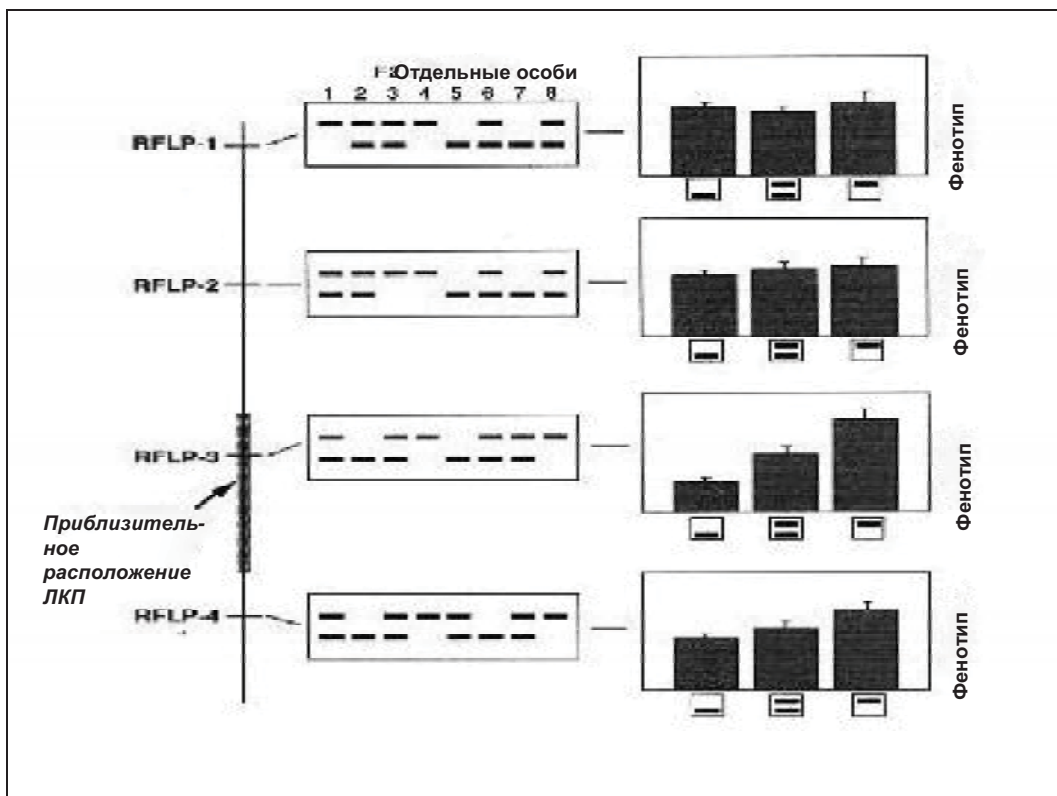 F2 Отдельные особи
1 2 3 4 5 6 7 8
RFLP-1
Фенотип
RFLP-2
Фенотип
RFLP-3
Фенотип
Приблизитель-
ное
расположение
ЛКП
RFLP-4
Фенотип